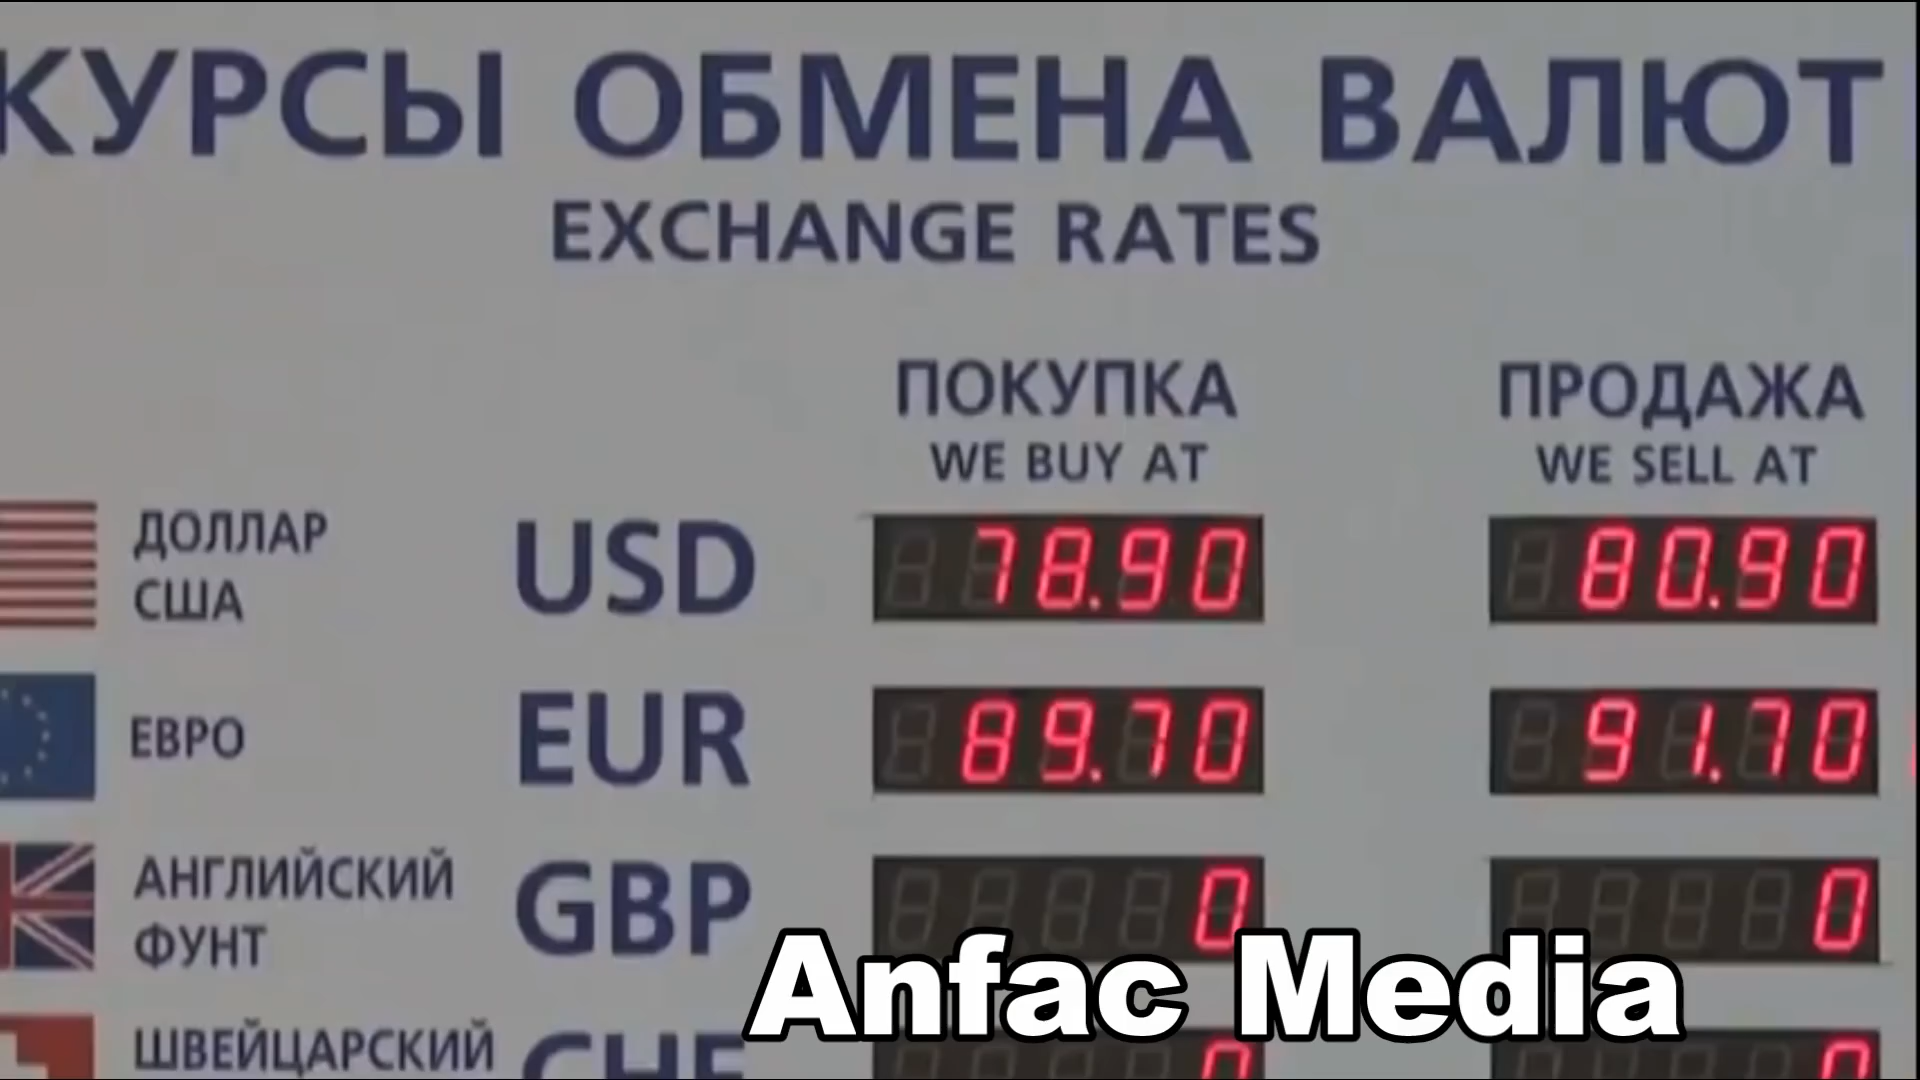 КУРСЫ ОБМЕНА ВАЛЮТ
EXCHANGE RATES
ПОКУПКА ПРОДАЖА
WE BUY AT WE SELL AT
ДОЛЛАР США USD 78.90 80.90
ЕВРО EUR 89.70 91.70
АНГЛИЙСКИЙ ФУНТ GBP 0 0
Anfac Media
ШВЕЙЦАРСКИЙ CHF 0 0